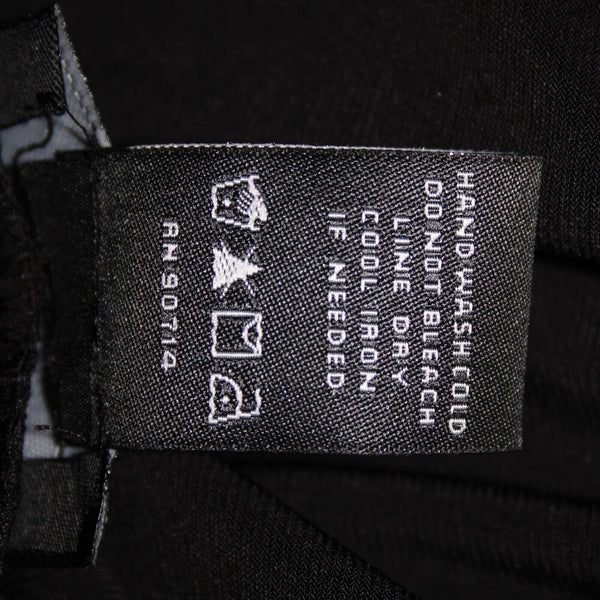 HAND WASH COLD
DO NOT BLEACH
LINE DRY
COOL IRON
IF NEEDED
RN 90714